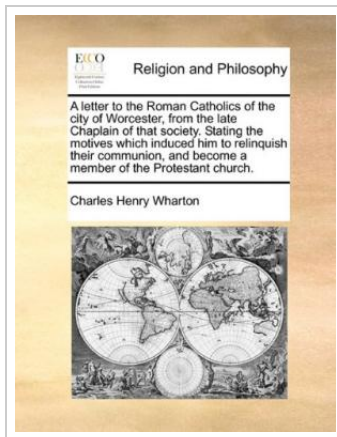 ECCO
Religion and Philosophy
A letter to the Roman Catholics of the
city of Worcester, from the late
Chaplain of that society. Stating the
motives which induced him to relinquish
their communion, and become a
member of the Protestant church.
Charles Henry Wharton